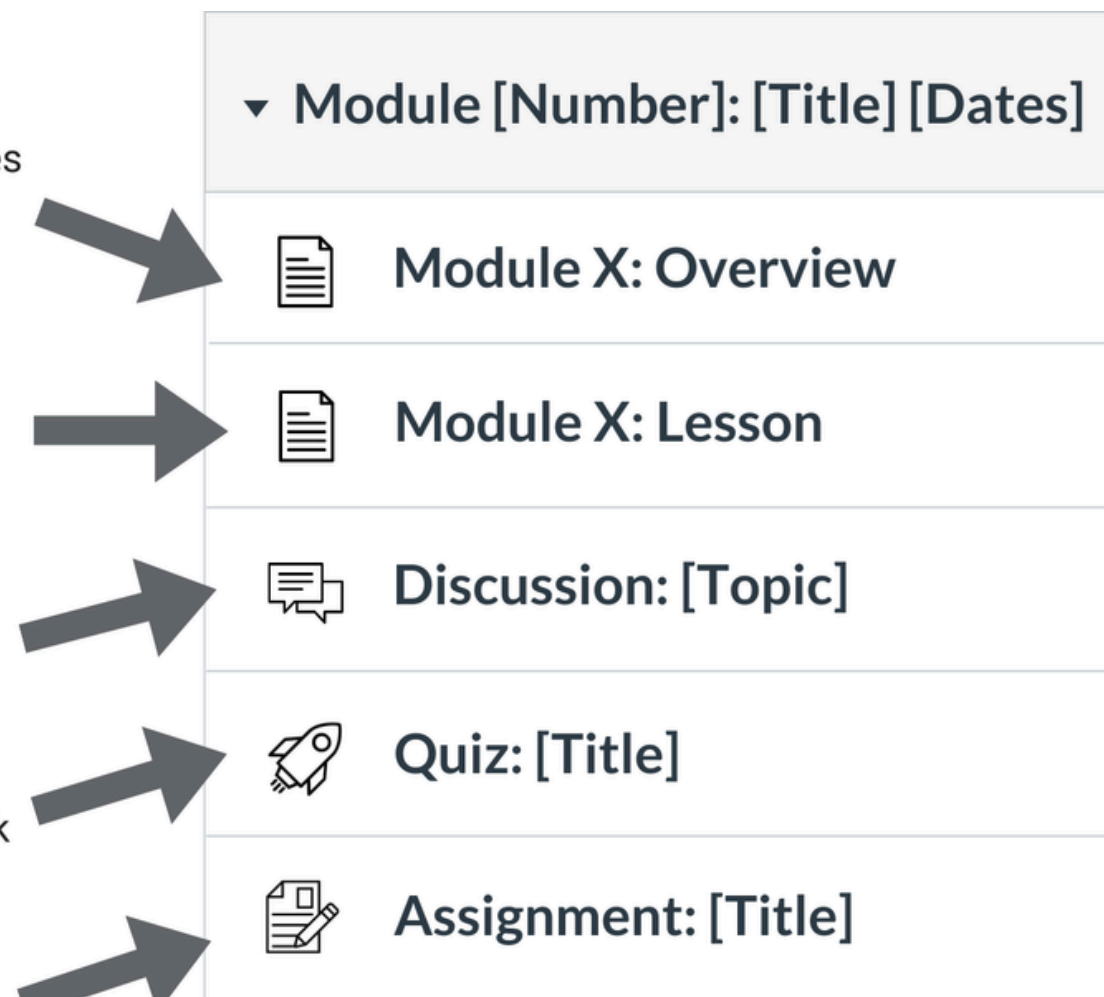 Module [Number]: [Title] [Dates]
Module X: Overview
Module X: Lesson
Discussion: [Topic]
Quiz: [Title]
Assignment: [Title]